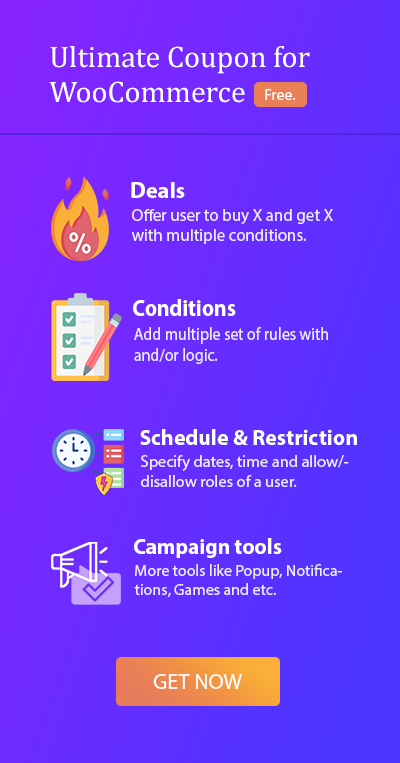 Ultimate Coupon for
WooCommerce Free.
%
Deals
Offer user to buy X and get X
with multiple conditions.
Conditions
Add multiple set of rules with
and/or logic.
Schedule & Restriction
Specify dates, time and allow/-
disallow roles of a user.
Campaign tools
More tools like Popup, Notifica-
tions, Games and etc.
GET NOW